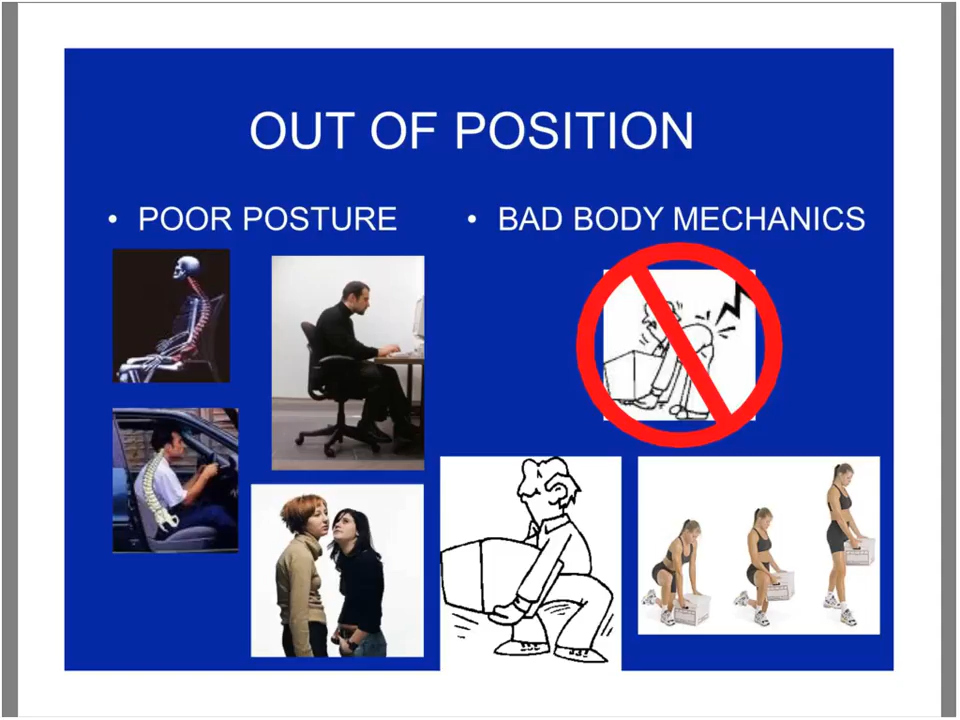 OUT OF POSITION
• POOR POSTURE
• BAD BODY MECHANICS